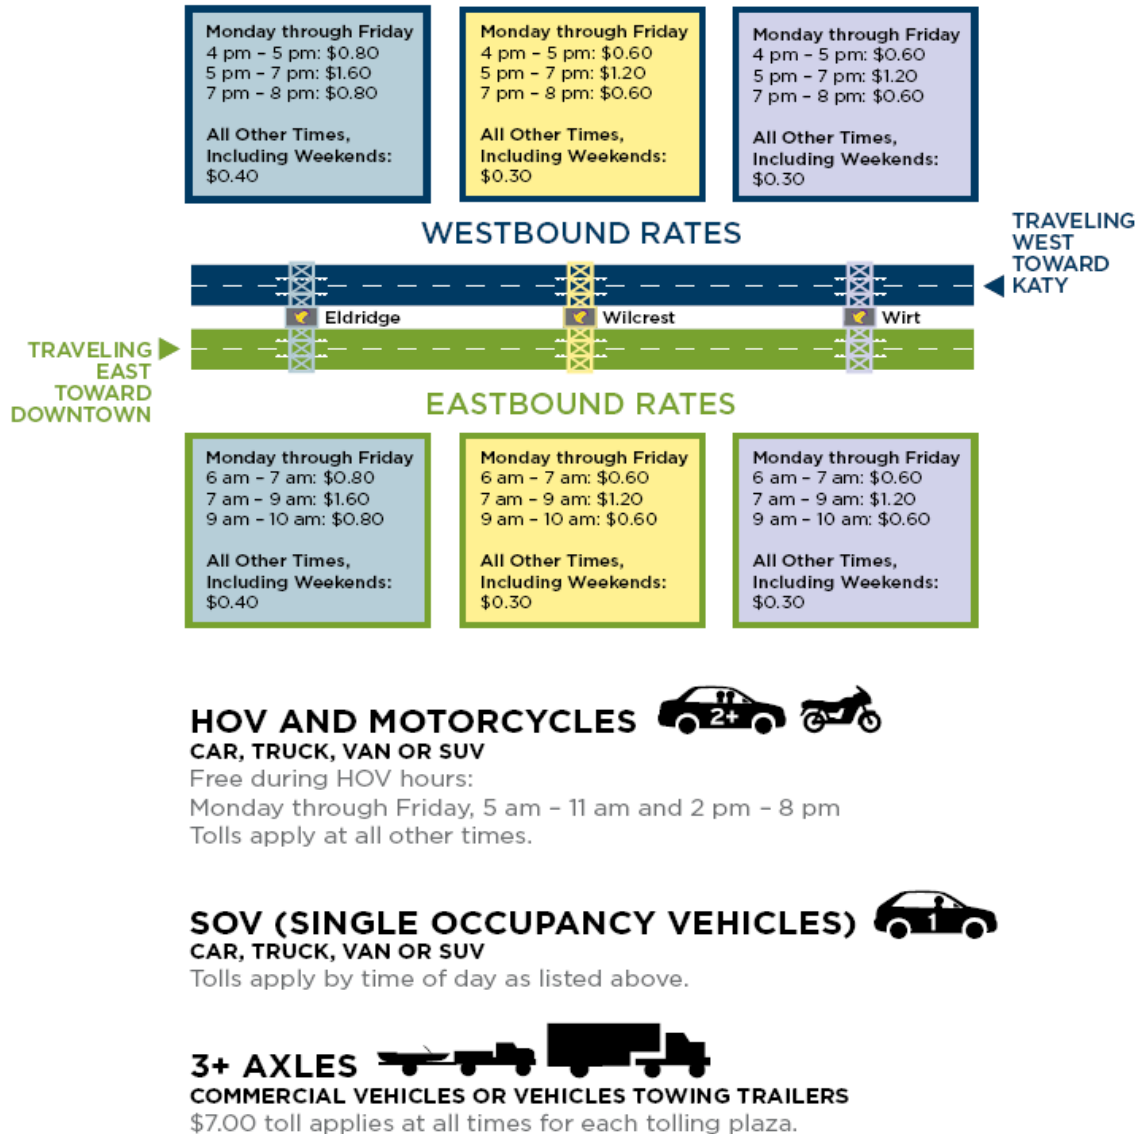 Monday through Friday
4 pm – 5 pm: $0.80
5 pm – 7 pm: $1.60
7 pm – 8 pm: $0.80
All Other Times,
Including Weekends:
$0.40
Monday through Friday
4 pm – 5 pm: $0.60
5 pm – 7 pm: $1.20
7 pm – 8 pm: $0.60
All Other Times,
Including Weekends:
$0.30
Monday through Friday
4 pm – 5 pm: $0.60
5 pm – 7 pm: $1.20
7 pm – 8 pm: $0.60
All Other Times,
Including Weekends:
$0.30
WESTBOUND RATES
TRAVELING
WEST
TOWARD
KATY
Eldridge
Wilcrest
Wirt
TRAVELING
EAST
TOWARD
DOWNTOWN
EASTBOUND RATES
Monday through Friday
6 am – 7 am: $0.80
7 am – 9 am: $1.60
9 am – 10 am: $0.80
All Other Times,
Including Weekends:
$0.40
Monday through Friday
6 am – 7 am: $0.60
7 am – 9 am: $1.20
9 am – 10 am: $0.60
All Other Times,
Including Weekends:
$0.30
Monday through Friday
6 am – 7 am: $0.60
7 am – 9 am: $1.20
9 am – 10 am: $0.60
All Other Times,
Including Weekends:
$0.30
HOV AND MOTORCYCLES 2+
CAR, TRUCK, VAN OR SUV
Free during HOV hours:
Monday through Friday, 5 am – 11 am and 2 pm – 8 pm
Tolls apply at all other times.
SOV (SINGLE OCCUPANCY VEHICLES) 1
CAR, TRUCK, VAN OR SUV
Tolls apply by time of day as listed above.
3+ AXLES
COMMERCIAL VEHICLES OR VEHICLES TOWING TRAILERS
$7.00 toll applies at all times for each tolling plaza.